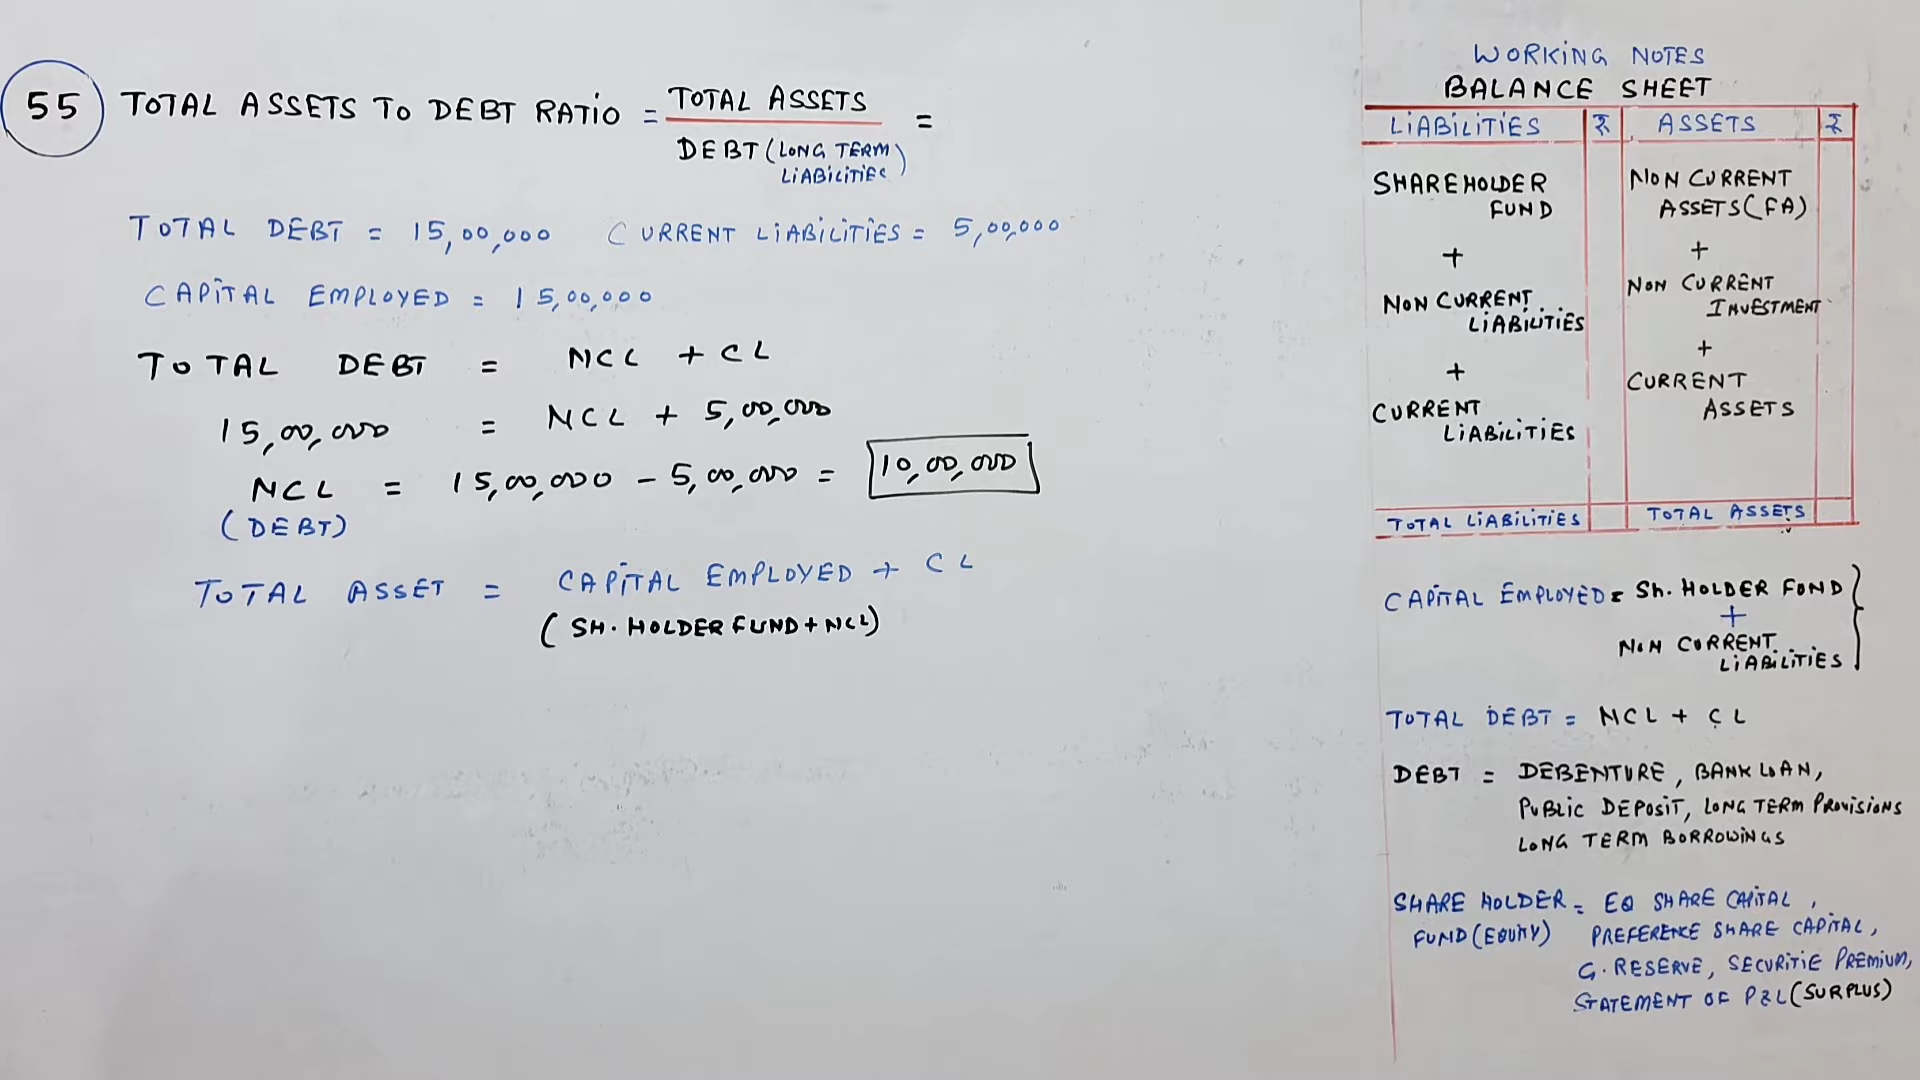 55 TOTAL ASSETS TO DEBT RATIO = TOTAL ASSETS =
DEBT (LONG TERM
LIABILITIES)
TOTAL DEBT = 15,00,000 CURRENT LIABILITIES = 5,00,000
CAPITAL EMPLOYED = 15,00,000
TOTAL DEBT = NCL + CL
15,00,000 = NCL + 5,00,000
NCL = 15,00,000 - 5,00,000 = 10,00,000
(DEBT)
TOTAL ASSET = CAPITAL EMPLOYED + CL
(SH. HOLDER FUND + NCL)
WORKING NOTES
BALANCE SHEET
LIABILITIES ₹ ASSETS ₹
SHAREHOLDER
FUND
+
NON CURRENT
LIABILITIES
+
CURRENT
LIABILITIES
NON CURRENT
ASSETS (FA)
+
NON CURRENT
INVESTMENT
+
CURRENT
ASSETS
TOTAL LIABILITIES TOTAL ASSETS
CAPITAL EMPLOYED = Sh. HOLDER FOND
+
NON CURRENT
LIABILITIES
TOTAL DEBT = NCL + CL
DEBT = DEBENTURE, BANK LOAN,
PUBLIC DEPOSIT, LONG TERM PROVISIONS
LONG TERM BORROWINGS
SHARE HOLDER = EQ SHARE CAPITAL,
FUND (EQUITY) PREFERENCE SHARE CAPITAL,
G. RESERVE, SECURITIE PREMIUM,
STATEMENT OF P&L (SURPLUS)